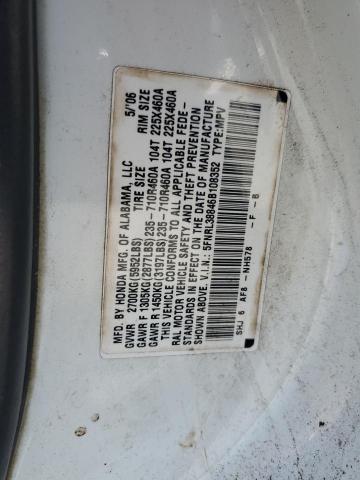 MFD. BY HONDA MFG. OF ALABAMA, LLC 5/06
GVWR 2700KG(5952LBS) TIRE SIZE RIM SIZE
GAWR F 1305KG(2877LBS)235-710R460A 104T 225X460A
GAWR R 1450KG(3197LBS)235-710R460A 104T 225X460A
THIS VEHICLE CONFORMS TO ALL APPLICABLE FEDE-
RAL MOTOR VEHICLE SAFETY AND THEFT PREVENTION
STANDARDS IN EFFECT ON THE DATE OF MANUFACTURE
SHOWN ABOVE. V.I.N.: 5FNRL38846B108352 TYPE:MPV
SHJ 6 AF8 -NH578 -F -B